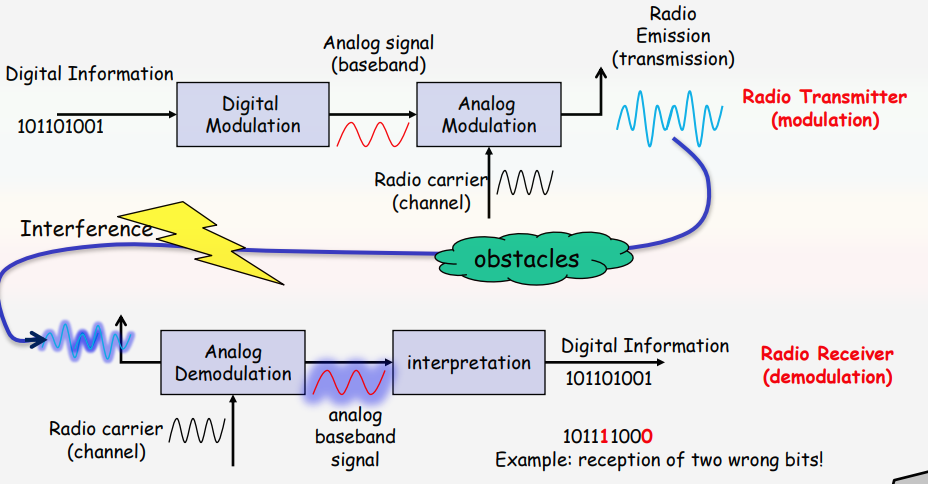 Radio
Emission
(transmission)
Analog signal
(baseband)
Digital Information
101101001
Digital
Modulation
Analog
Modulation
Radio Transmitter
(modulation)
Radio carrier
(channel)
Interference
obstacles
Analog
Demodulation
interpretation
Digital Information
101101001
Radio Receiver
(demodulation)
Radio carrier
(channel)
analog
baseband
signal
101111000
Example: reception of two wrong bits!